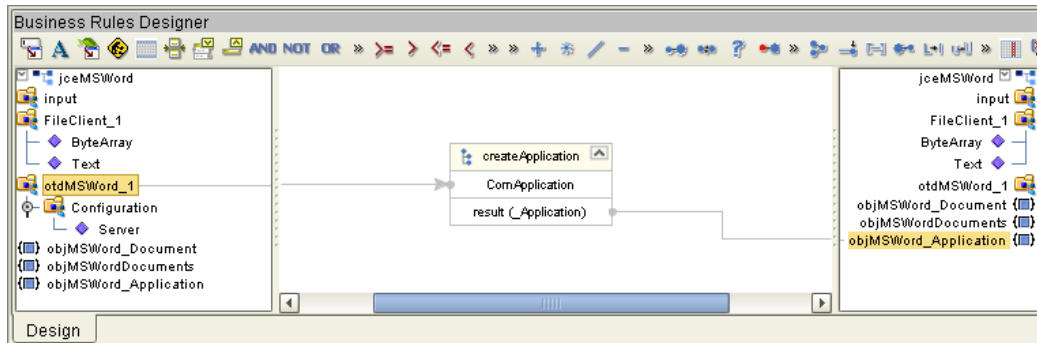 Business Rules Designer
A AND NOT OR » >= > <= < » » + * / - » ? » »
jceMSWord
input
FileClient_1
ByteArray
Text
otdMSWord_1
Configuration
Server
objMSWord_Document
objMSWordDocuments
objMSWord_Application
createApplication
ComApplication
result (_Application)
jceMSWord
input
FileClient_1
ByteArray
Text
otdMSWord_1
objMSWord_Document
objMSWordDocuments
objMSWord_Application
Design